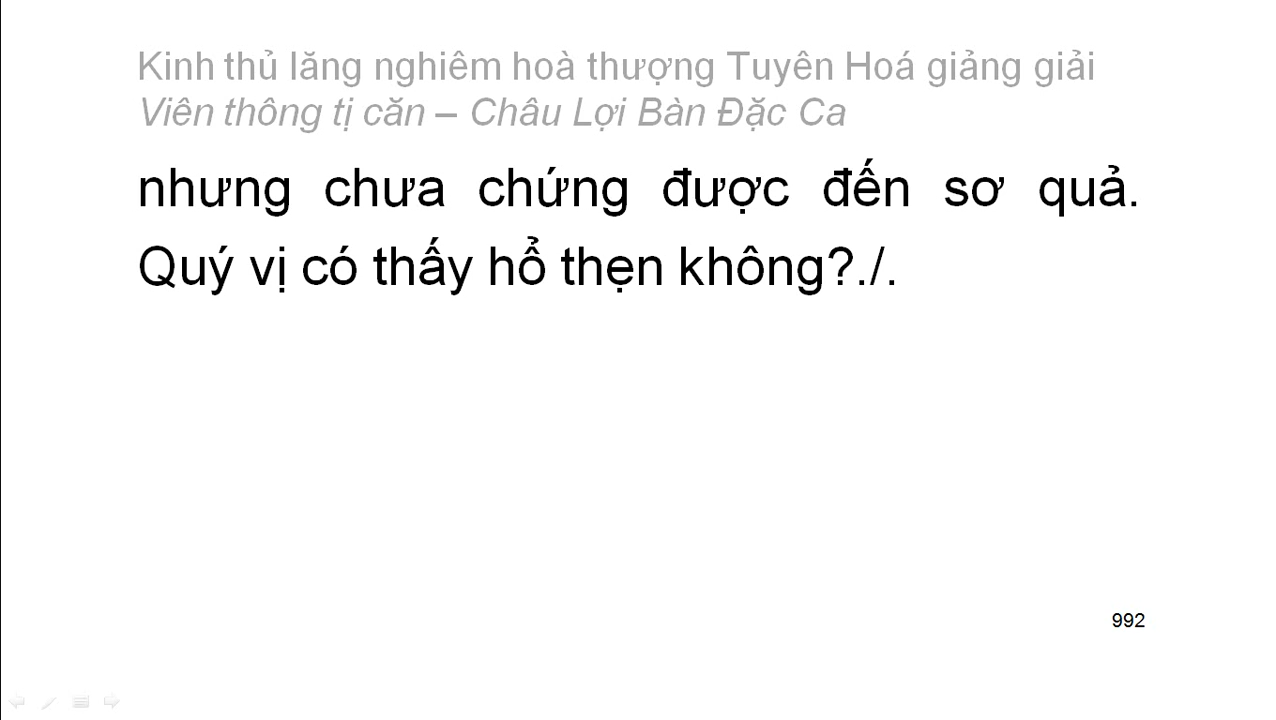 Kinh thủ lăng nghiêm hoà thượng Tuyên Hoá giảng giải
Viên thông tị căn – Châu Lợi Bàn Đặc Ca
nhưng chưa chứng được đến sơ quả.
Quý vị có thấy hổ thẹn không?./.
992